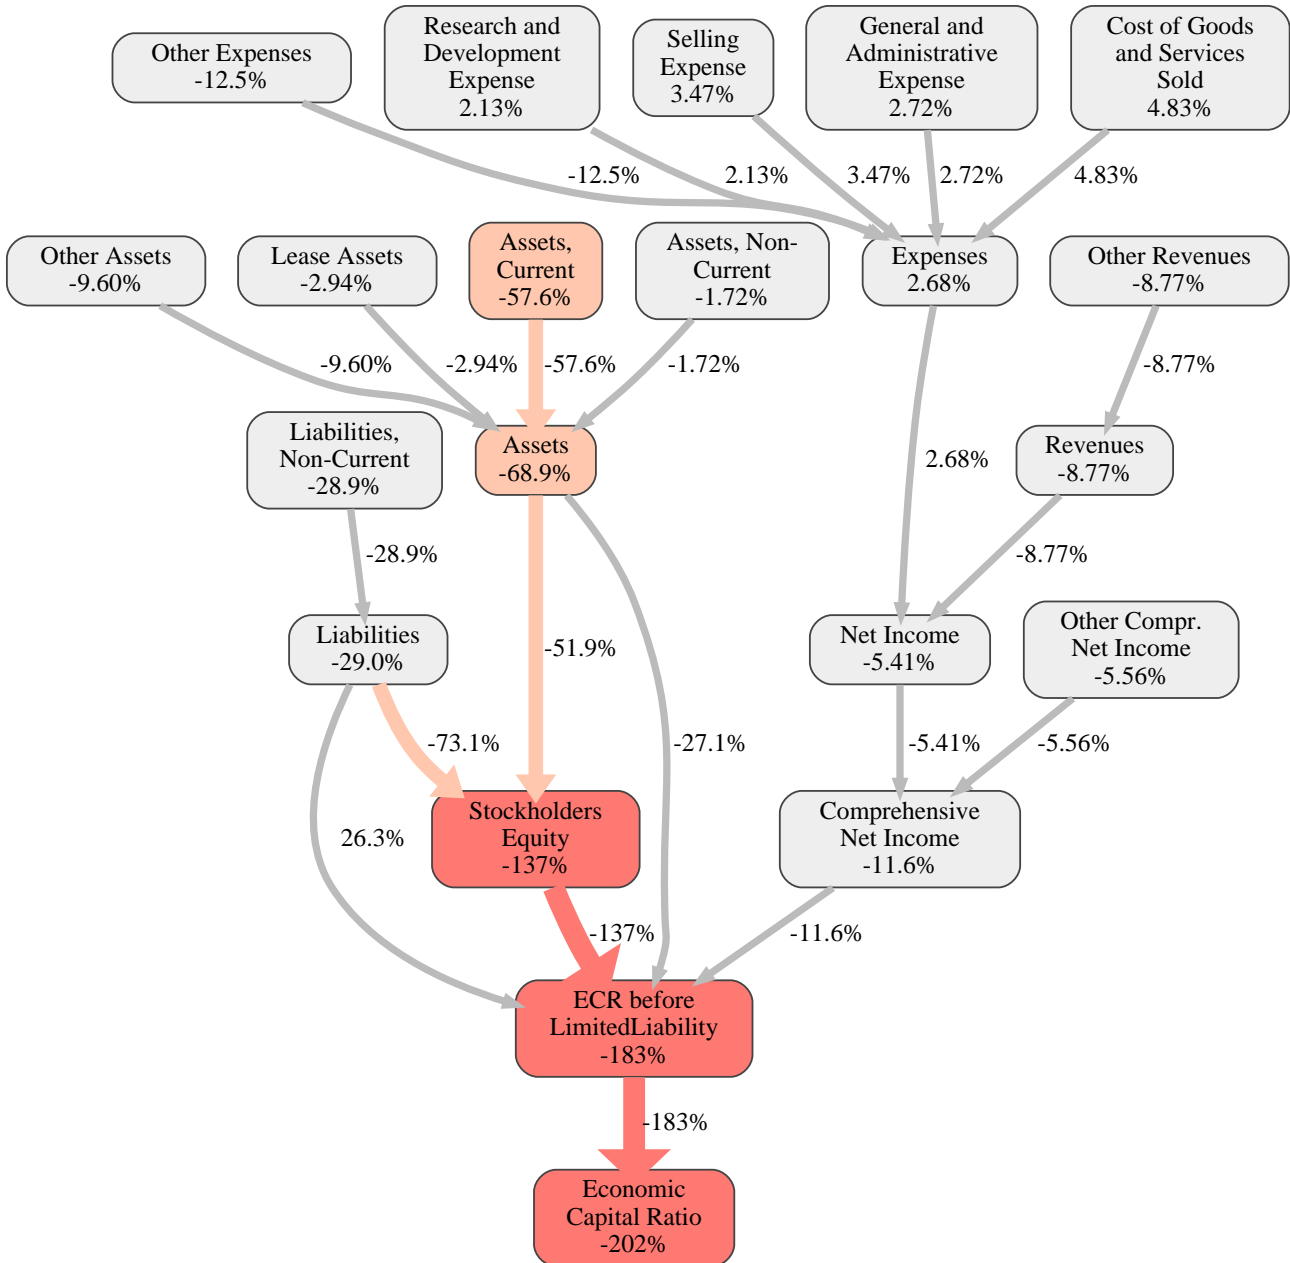 Other Expenses
-12.5%
Research and
Development
Expense
2.13%
Selling
Expense
3.47%
General and
Administrative
Expense
2.72%
Cost of Goods
and Services
Sold
4.83%
-12.5%
2.13%
3.47%
2.72%
4.83%
Other Assets
-9.60%
Lease Assets
-2.94%
Assets,
Current
-57.6%
Assets, Non-
Current
-1.72%
Expenses
2.68%
Other Revenues
-8.77%
-9.60%
-2.94%
-57.6%
-1.72%
-8.77%
Liabilities,
Non-Current
-28.9%
Assets
-68.9%
2.68%
Revenues
-8.77%
-28.9%
-8.77%
Liabilities
-29.0%
-51.9%
Net Income
-5.41%
Other Compr.
Net Income
-5.56%
-73.1%
-27.1%
-5.41%
-5.56%
26.3%
Stockholders
Equity
-137%
Comprehensive
Net Income
-11.6%
-137%
-11.6%
ECR before
LimitedLiability
-183%
-183%
Economic
Capital Ratio
-202%